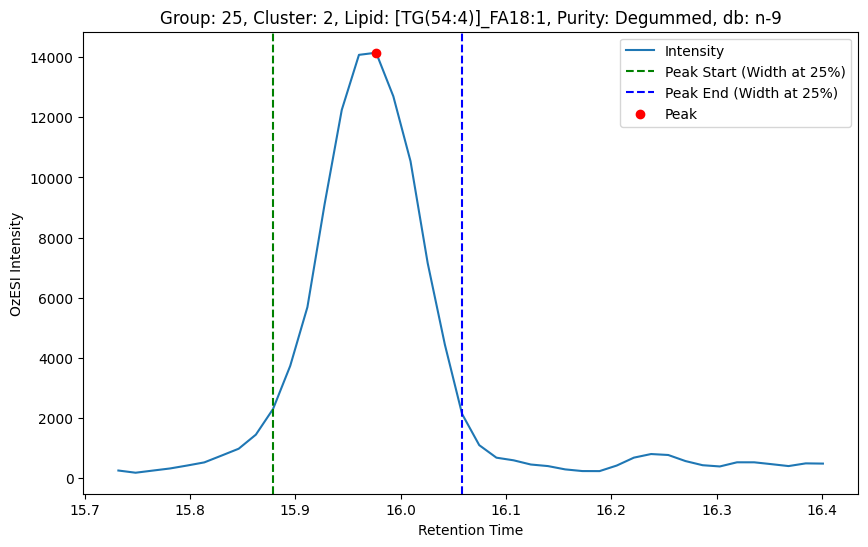 Group: 25, Cluster: 2, Lipid: [TG(54:4)]_FA18:1, Purity: Degummed, db: n-9
Intensity
Peak Start (Width at 25%)
Peak End (Width at 25%)
Peak
14000
12000
10000
8000
6000
4000
2000
0
OzESI Intensity
15.7 15.8 15.9 16.0 16.1 16.2 16.3 16.4
Retention Time